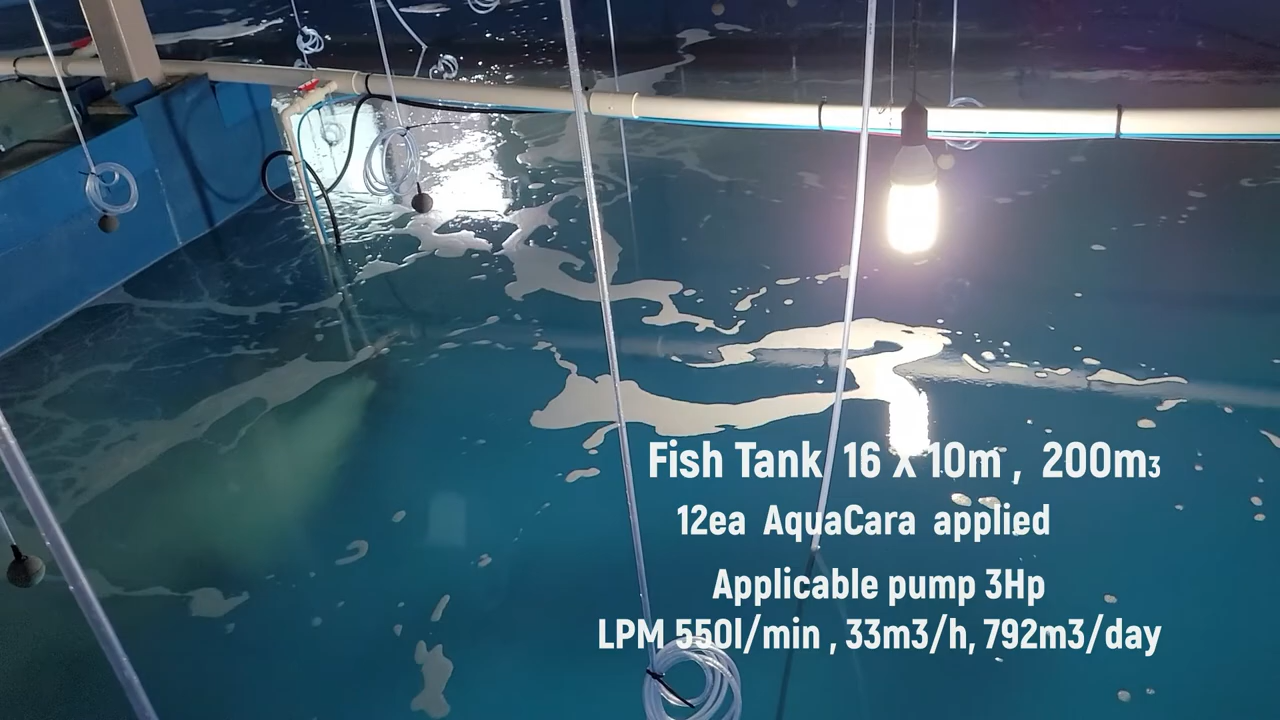 Fish Tank 16 X 10m , 200m3
12ea AquaCara applied
Applicable pump 3Hp
LPM 550l/min , 33m3/h, 792m3/day